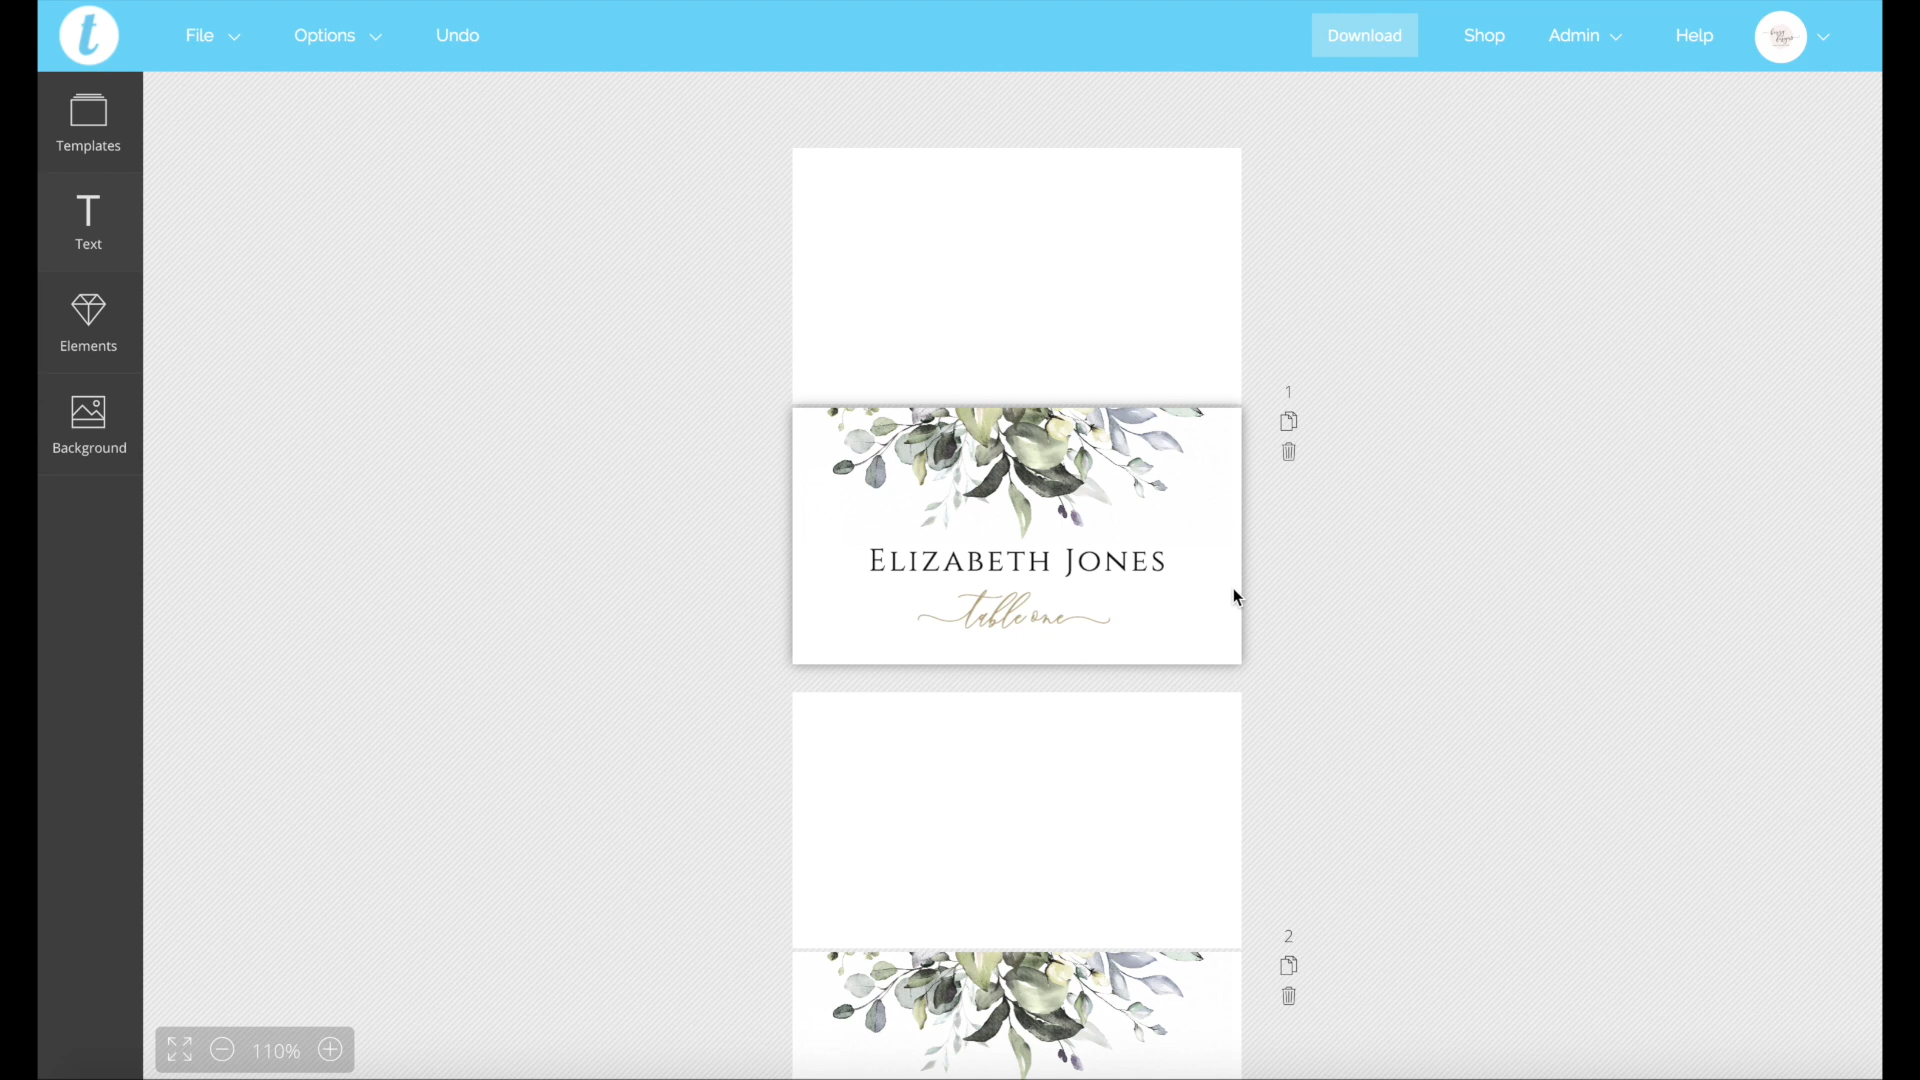 t
File
Options
Undo
Download
Shop
Admin
Help
Templates
Text
Elements
Background
1
ELIZABETH JONES
table one
2
110%